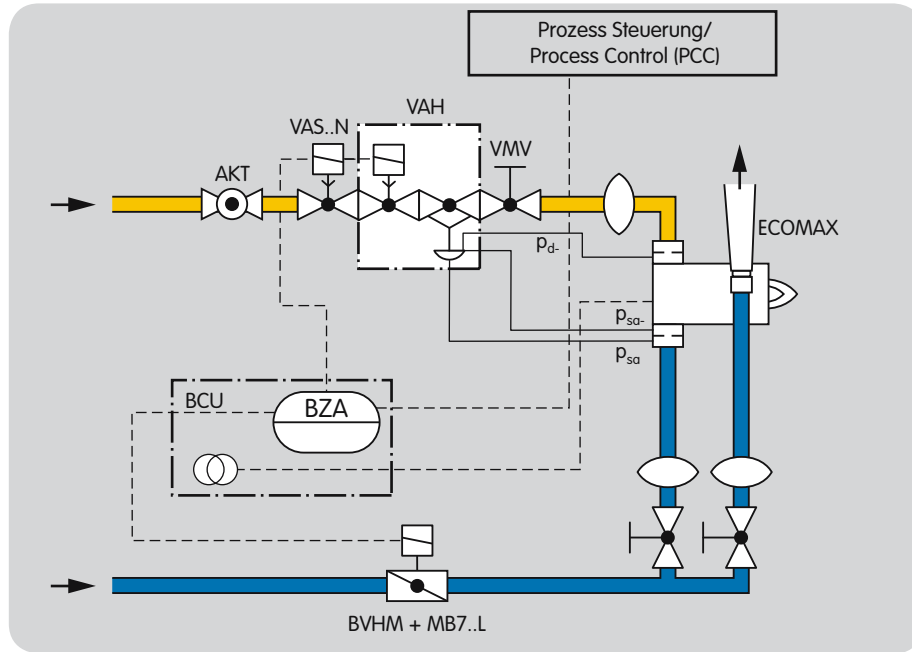 Prozess Steuerung/
Process Control (PCC)
VAH
VAS..N
VMV
AKT
ECOMAX
pd-
psa-
psa
BCU
BZA
BVHM + MB7..L